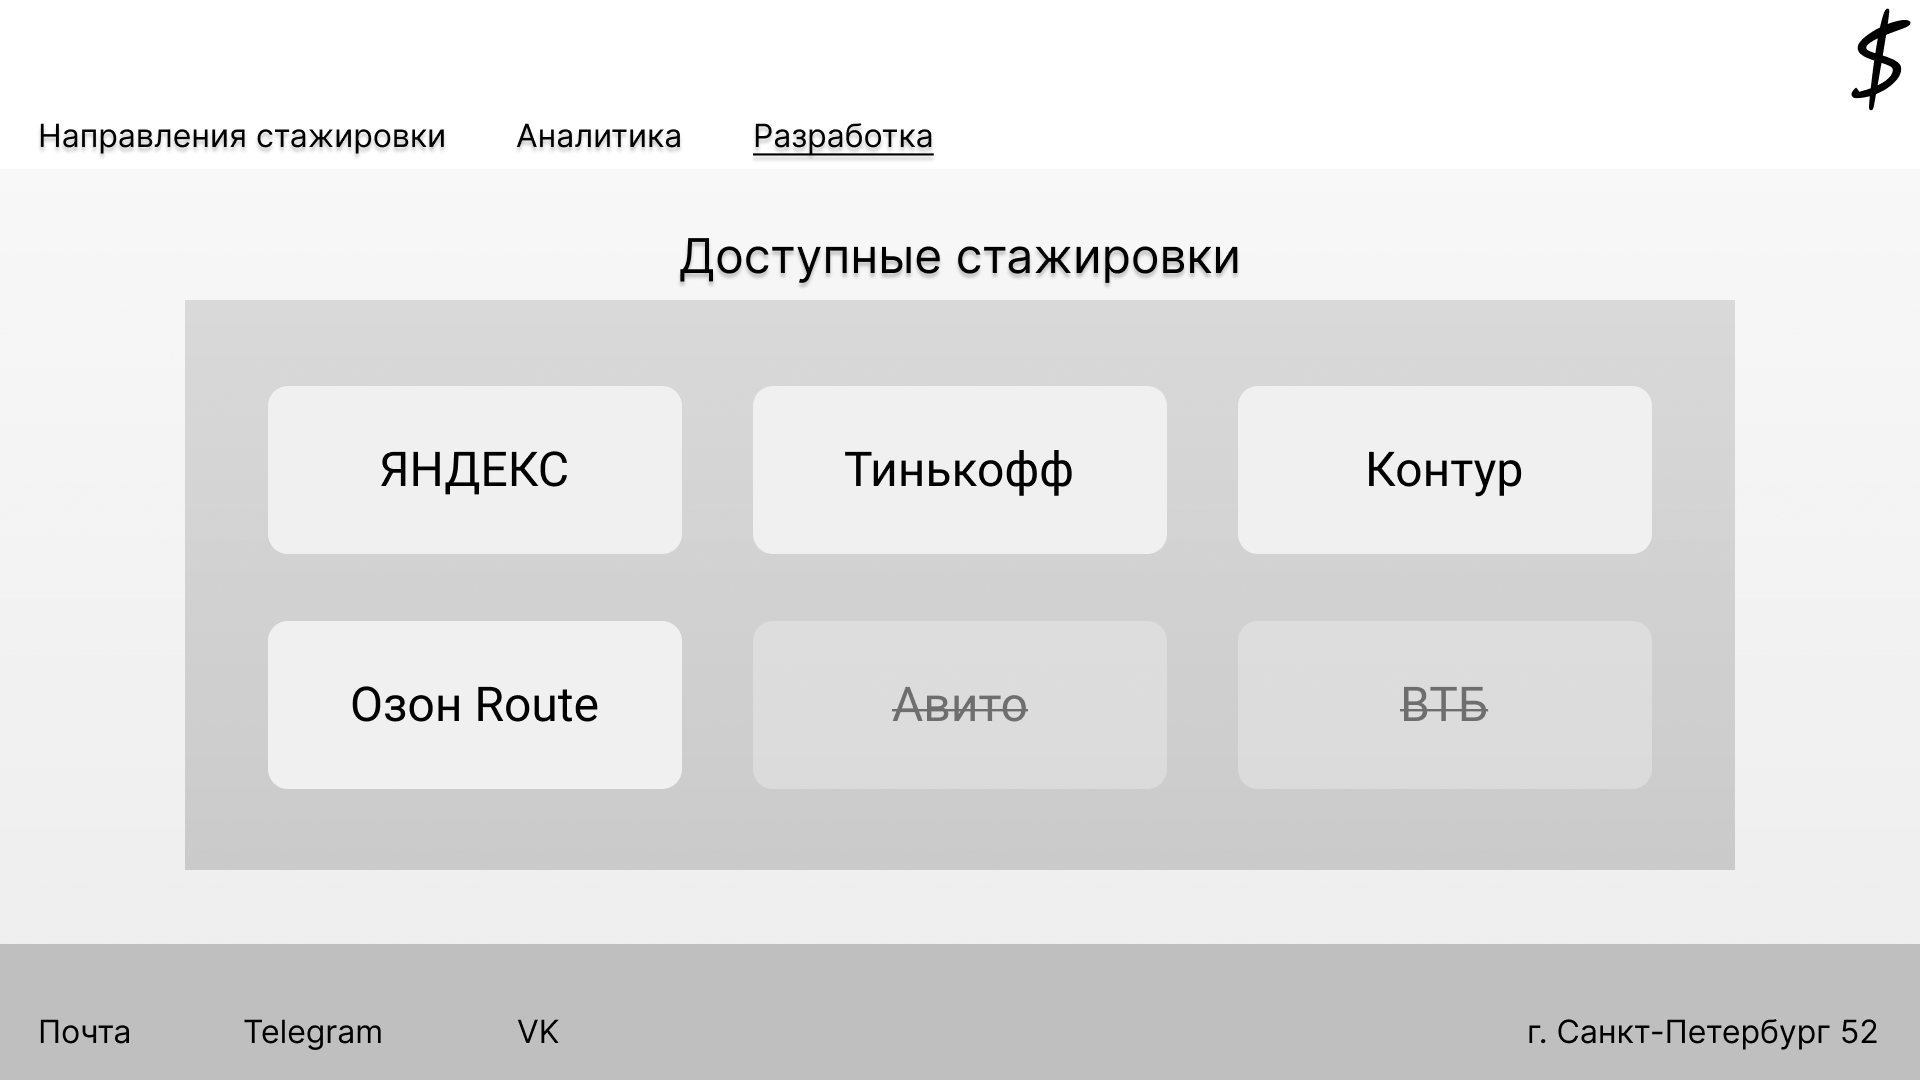 $
Направления стажировки Аналитика Разработка
Доступные стажировки
ЯНДЕКС Тинькофф Контур
Озон Route Авито ВТБ
Почта Telegram VK г. Санкт-Петербург 52